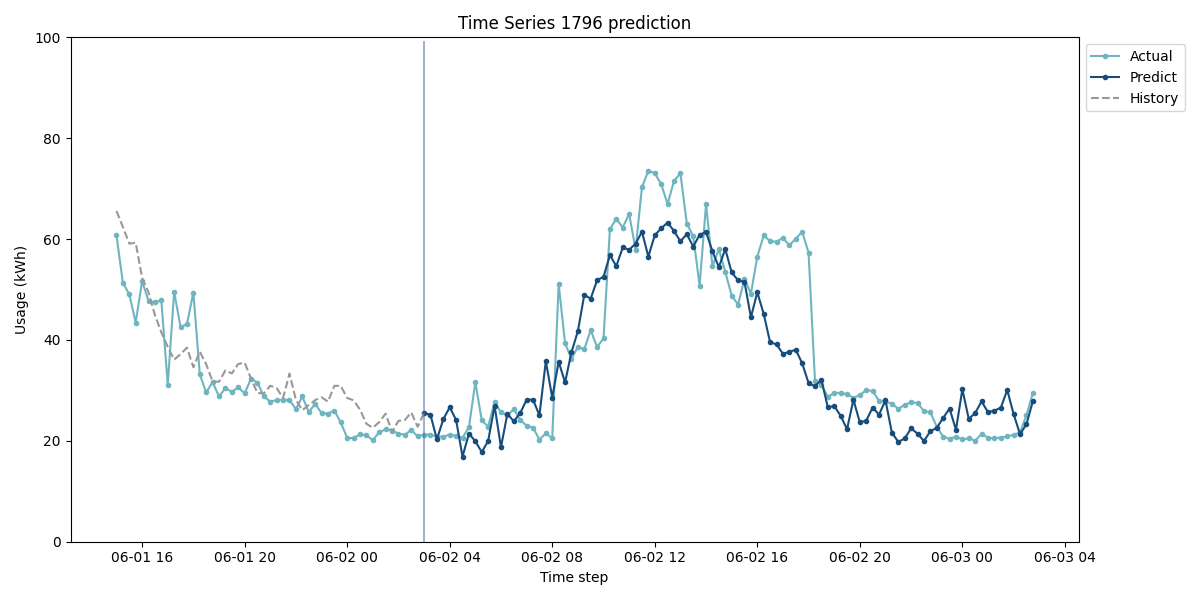 Time Series 1796 prediction
100
80
60
40
20
0
Usage (kWh)
06-01 16
06-01 20
06-02 00
06-02 04
06-02 08
06-02 12
06-02 16
06-02 20
06-03 00
06-03 04
Time step
Actual
Predict
History